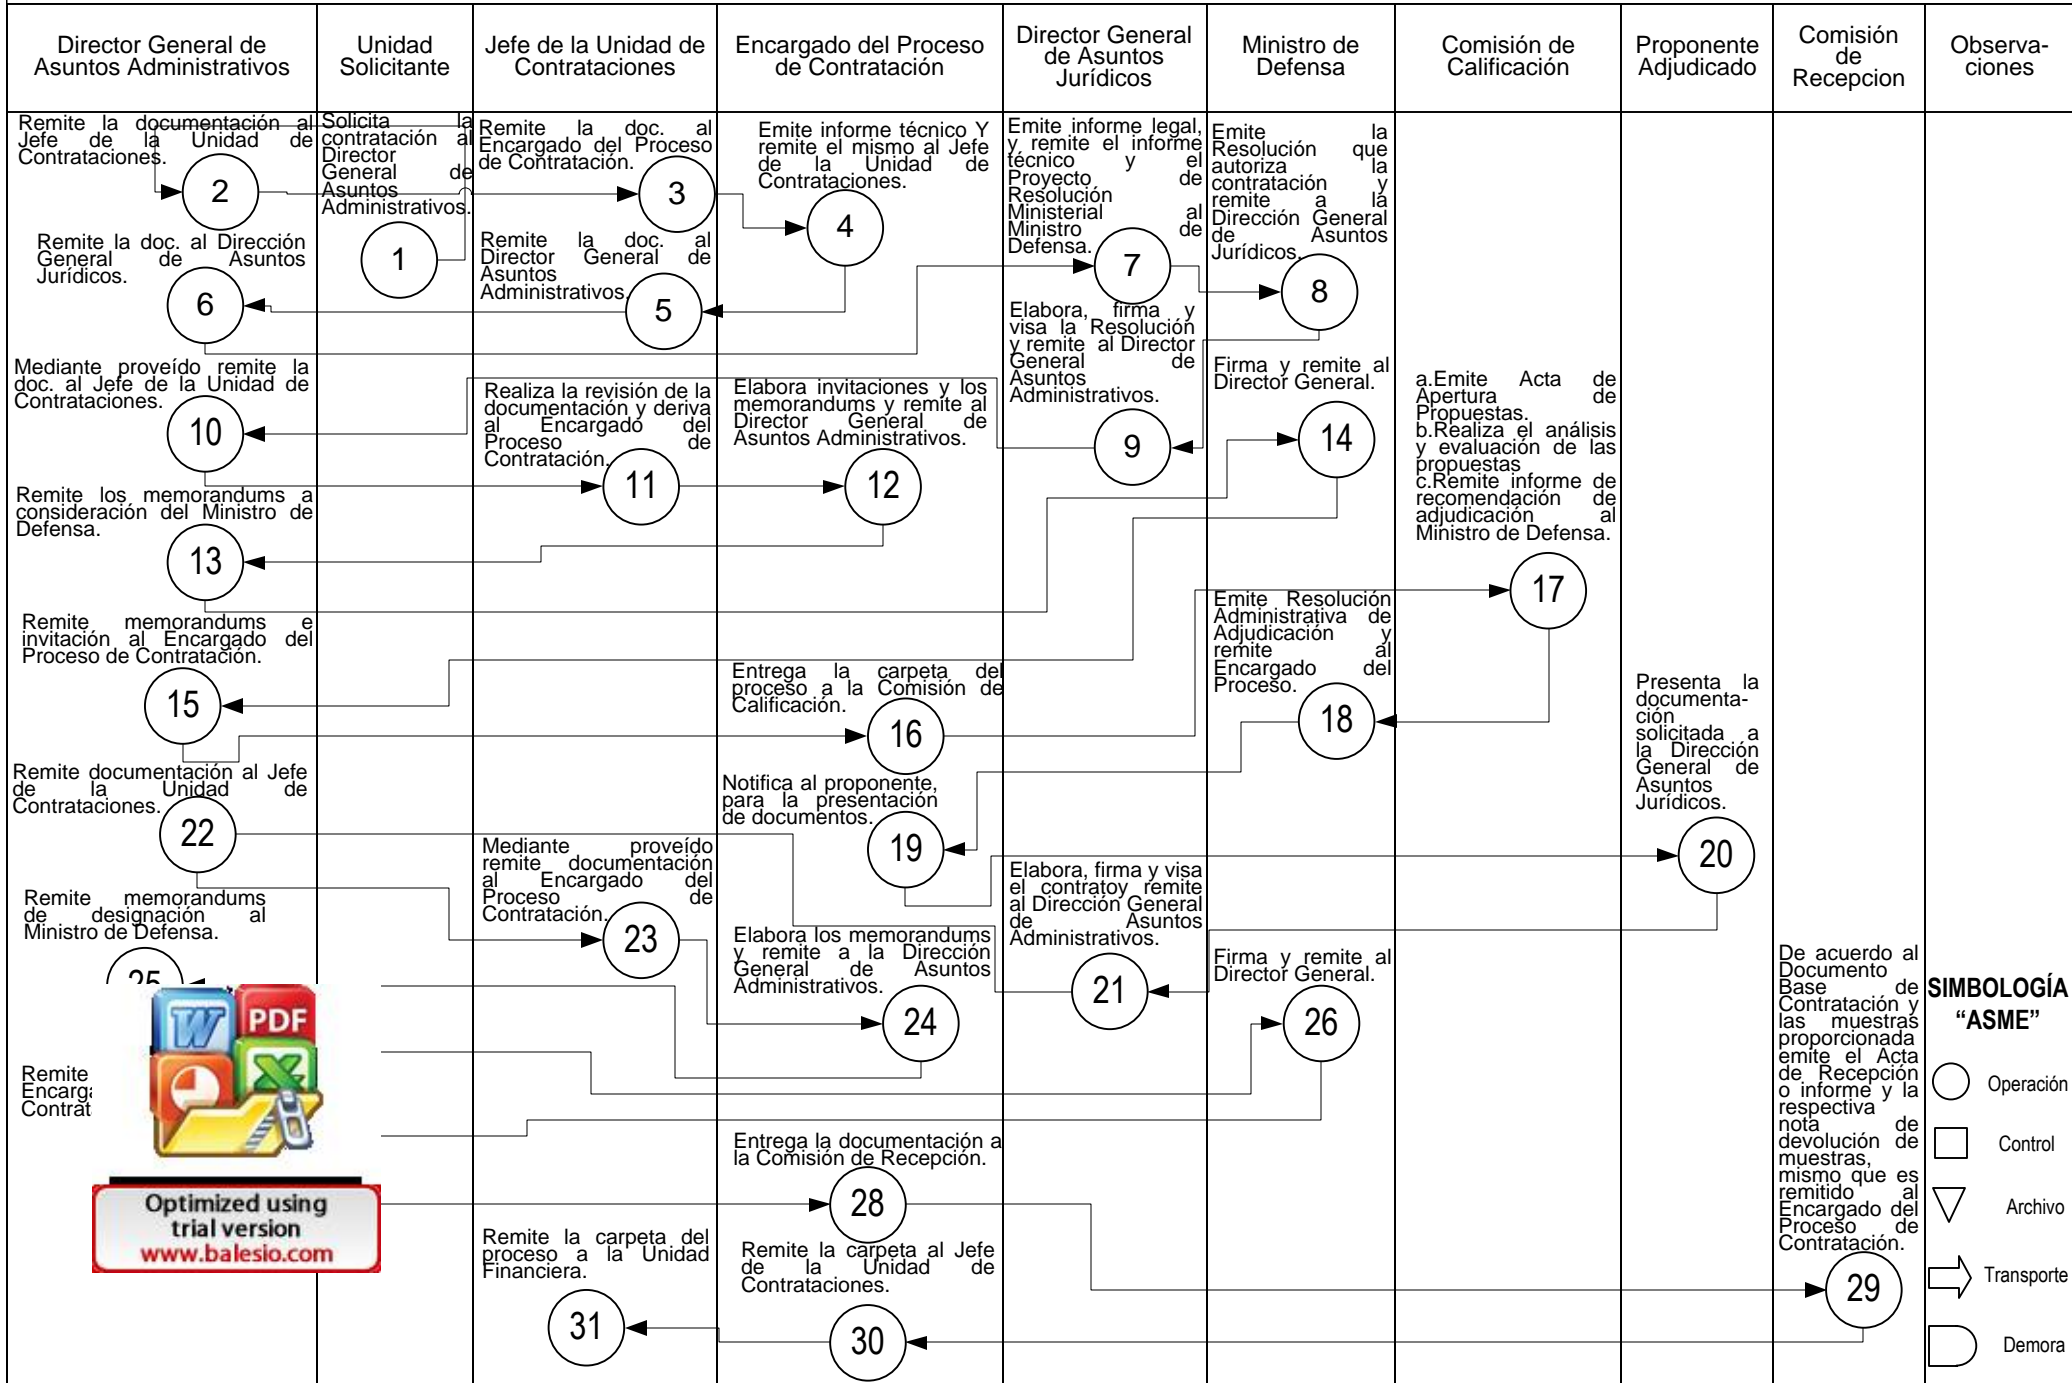 Director General de
Asuntos Administrativos
Unidad
Solicitante
Jefe de la Unidad de
Contrataciones
Encargado del Proceso
de Contratación
Director General
de Asuntos
Jurídicos
Ministro de
Defensa
Comisión de
Calificación
Proponente
Adjudicado
Comisión
de
Recepcion
Observa-
ciones
Remite la documentación al
Jefe de la Unidad de
Contrataciones.
2
Remite la doc. al Dirección
General de Asuntos
Jurídicos.
6
Mediante proveído remite la
doc. al Jefe de la Unidad de
Contrataciones.
10
Remite los memorandums a
consideración del Ministro de
Defensa.
13
Remite memorandums e
invitación al Encargado del
Proceso de Contratación.
15
Remite documentación al Jefe
de la Unidad de
Contrataciones.
22
Remite memorandums
de designación al
Ministro de Defensa.
25
Remite
Encarga
Contrat
W
PDF
X
Optimized using
trial version
www.balesio.com
Solicita la
contratación al
Director
General de
Asuntos
Administrativos.
1
Remite la doc. al
Encargado del Proceso
de Contratación.
3
Remite la doc. al
Director General de
Asuntos
Administrativos.
5
Realiza la revisión de la
documentación y deriva
al Encargado del
Proceso de
Contratación.
11
Mediante proveído
remite documentación
al Encargado del
Proceso de
Contratación.
23
Remite la carpeta del
proceso a la Unidad
Financiera.
31
Emite informe técnico Y
remite el mismo al Jefe
de la Unidad de
Contrataciones.
4
Elabora invitaciones y los
memorandums y remite al
Director General de
Asuntos Administrativos.
12
Entrega la carpeta del
proceso a la Comisión de
Calificación.
16
Notifica al proponente,
para la presentación
de documentos.
19
Elabora los memorandums
y remite a la Dirección
General de Asuntos
Administrativos.
24
Entrega la documentación a
la Comisión de Recepción.
28
Remite la carpeta al Jefe
de la Unidad de
Contrataciones.
30
Emite informe legal,
y remite el informe
técnico y el
Proyecto de
Resolución
Ministerial al
Ministro de
Defensa.
7
Elabora, firma y
visa la Resolución
y remite al Director
General de
Asuntos
Administrativos.
9
Elabora, firma y visa
el contratoy remite
al Dirección General
de Asuntos
Administrativos.
21
Emite la
Resolución que
autoriza la
contratación y
remite a la
Dirección General
de Asuntos
Jurídicos.
8
Firma y remite al
Director General.
14
Emite Resolución
Administrativa de
Adjudicación y
remite al
Encargado del
Proceso.
18
Firma y remite al
Director General.
26
a.Emite Acta de
Apertura de
Propuestas.
b.Realiza el análisis
y evaluación de las
propuestas
c.Remite informe de
recomendación de
adjudicación al
Ministro de Defensa.
17
Presenta la
documenta-
ción
solicitada a
la Dirección
General de
Asuntos
Jurídicos.
20
De acuerdo al
Documento
Base de
Contratación y
las muestras
proporcionada
emite el Acta
de Recepción
o informe y la
respectiva
nota de
devolución de
muestras,
mismo que es
remitido al
Encargado del
Proceso de
Contratación.
29
SIMBOLOGÍA
“ASME”
Operación
Control
Archivo
Transporte
Demora